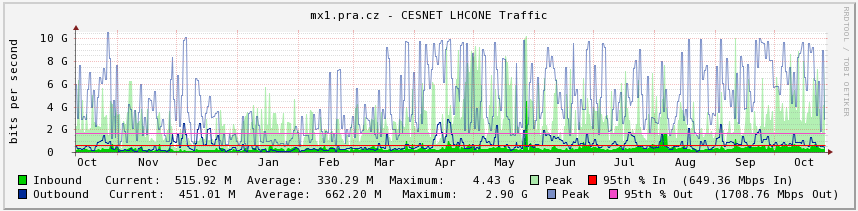 mx1.pra.cz - CESNET LHCONE Traffic
RRDTOOL / TOBI OETIKER
bits per second
10 G
8 G
6 G
4 G
2 G
0
Oct Nov Dec Jan Feb Mar Apr May Jun Jul Aug Sep Oct
Inbound Current: 515.92 M Average: 330.29 M Maximum: 4.43 G Peak 95th % In (649.36 Mbps In)
Outbound Current: 451.01 M Average: 662.20 M Maximum: 2.90 G Peak 95th % Out (1708.76 Mbps Out)